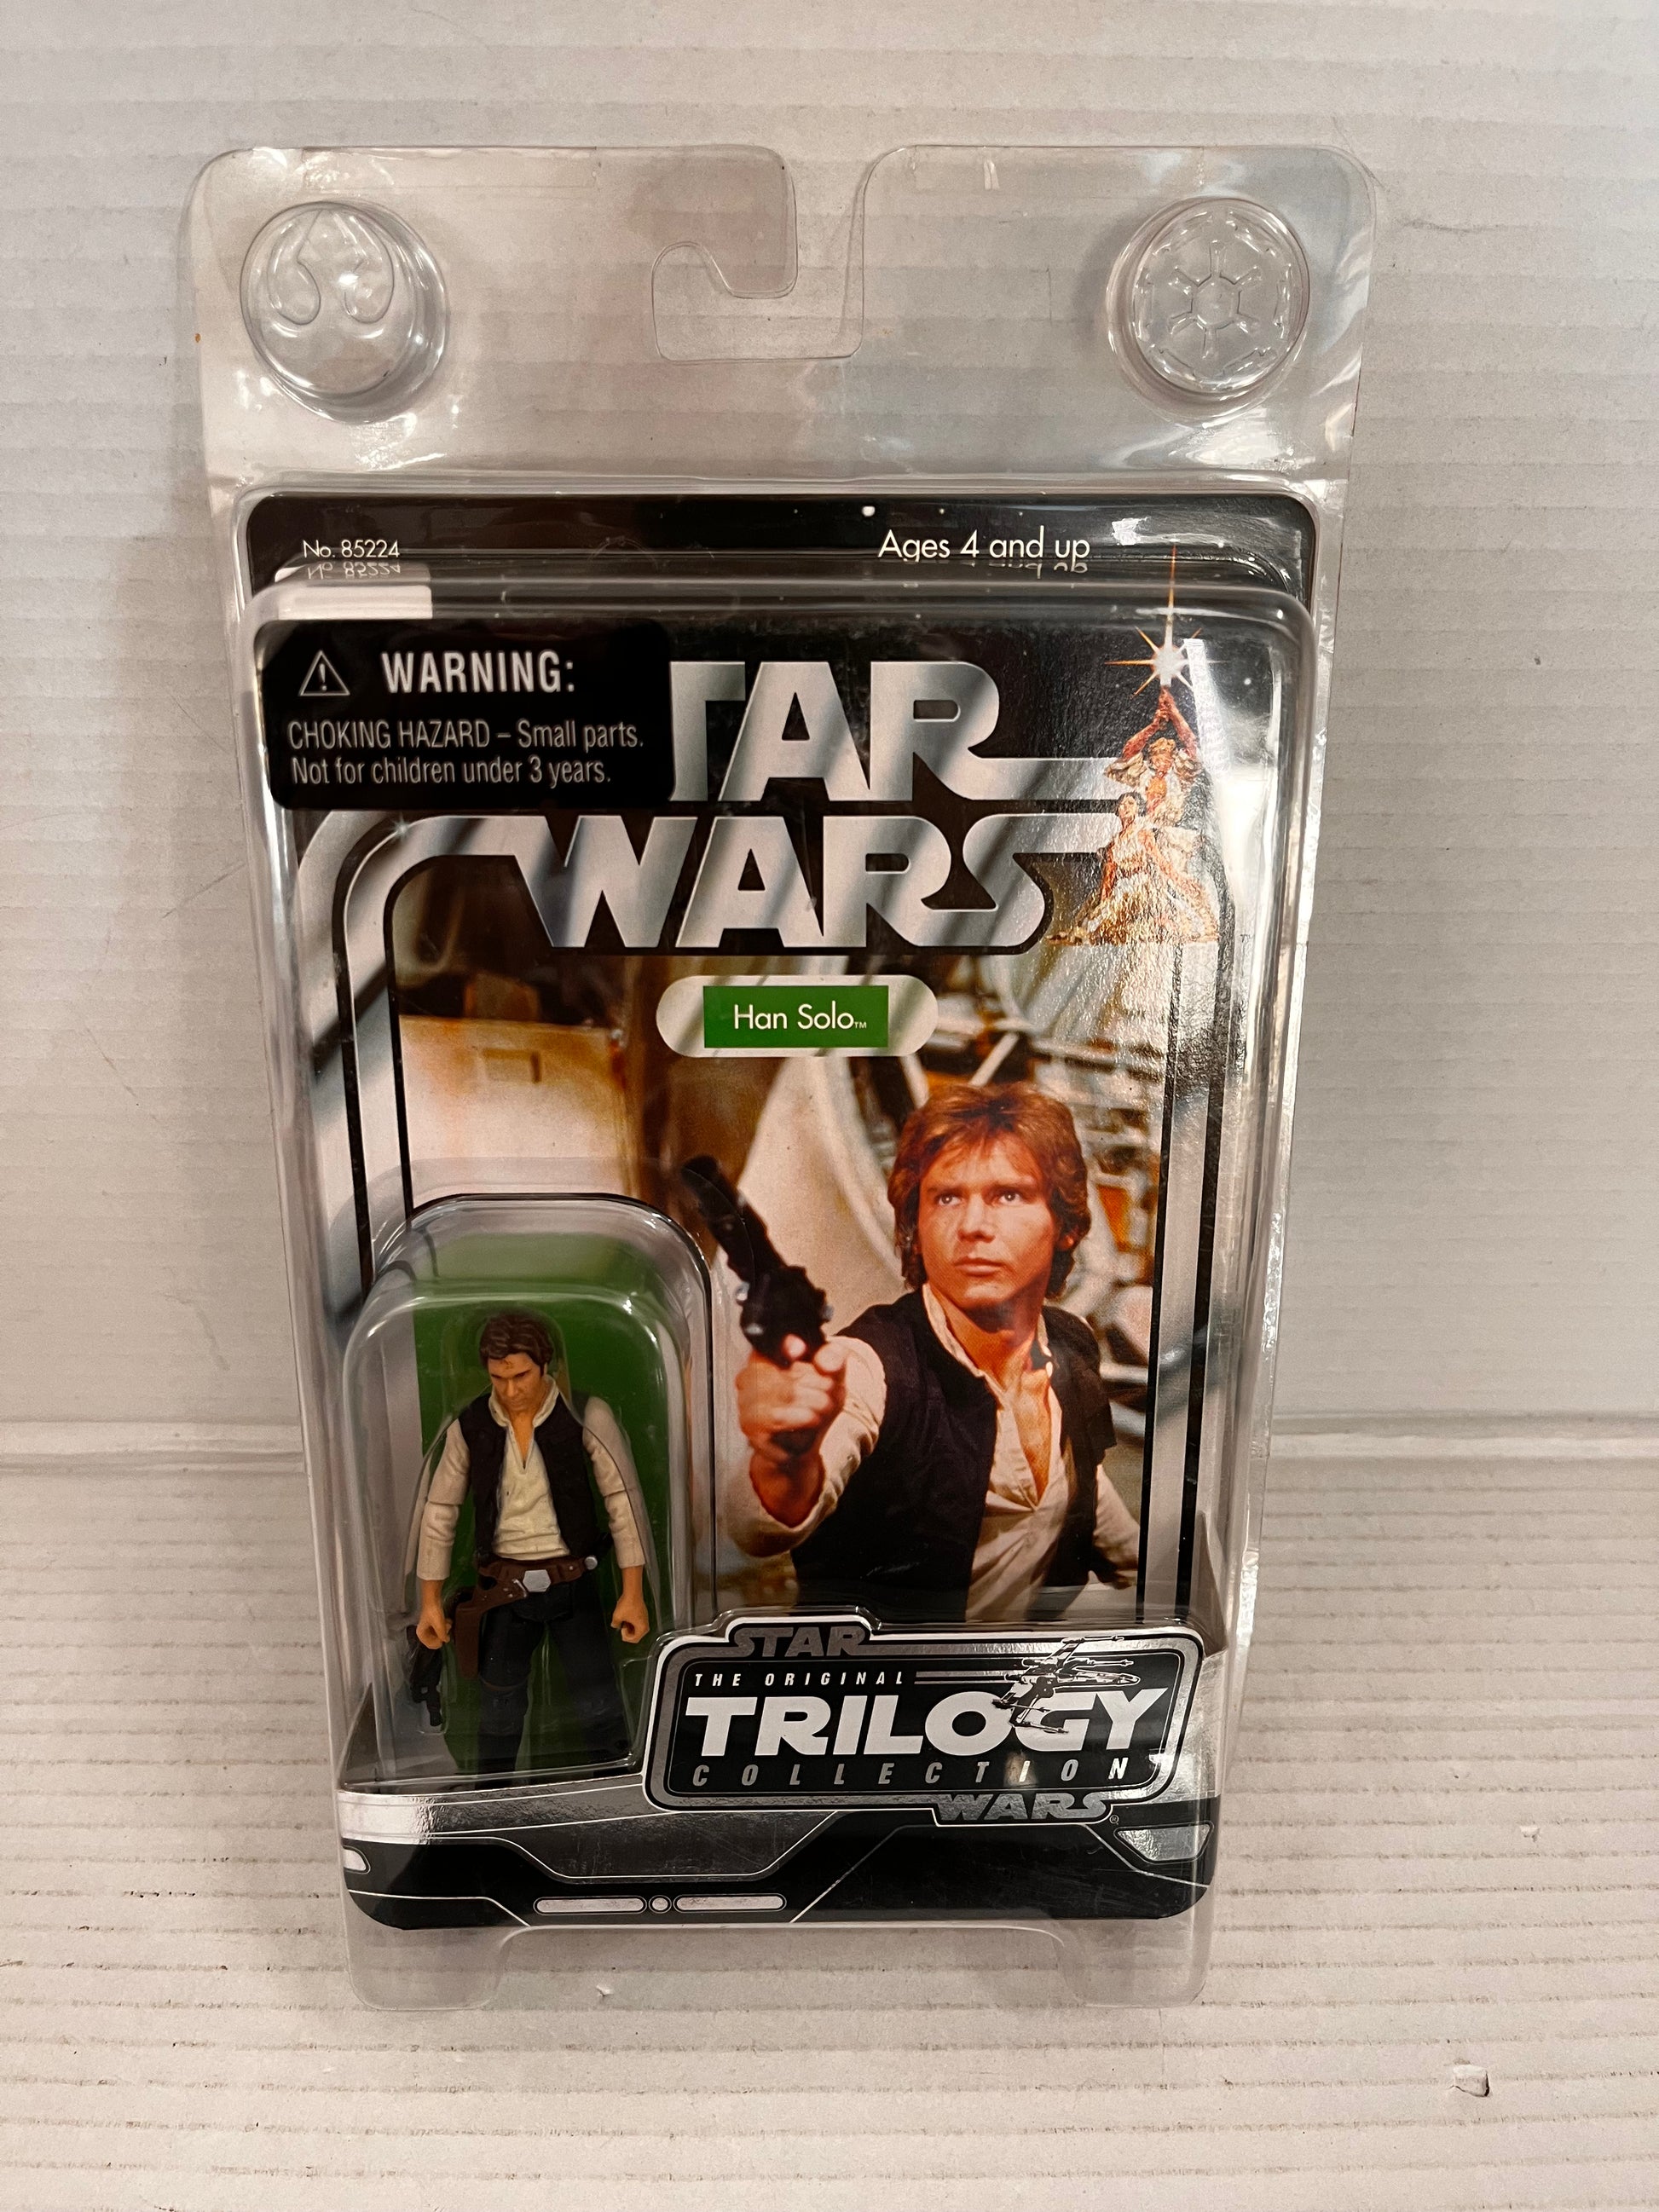 No. 85224
Ages 4 and up
⚠ WARNING:
CHOKING HAZARD – Small parts.
Not for children under 3 years.
TAR
WARS
Han Solo™
STAR
THE ORIGINAL
TRILOGY
COLLECTION
WARS®